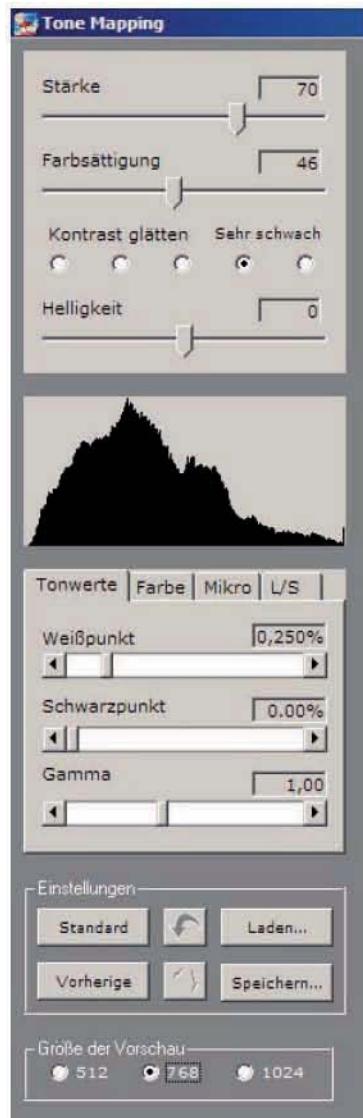 Tone Mapping
Stärke 70
Farbsättigung 46
Kontrast glätten Sehr schwach
Helligkeit 0
Tonwerte Farbe Mikro L/S
Weißpunkt 0,250%
Schwarzpunkt 0.00%
Gamma 1,00
Einstellungen
Standard Laden...
Vorherige Speichern...
Größe der Vorschau
512 768 1024